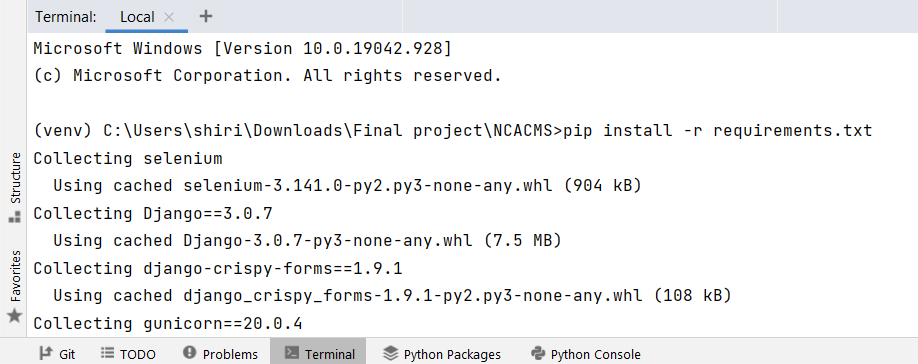 Terminal: Local × +
Microsoft Windows [Version 10.0.19042.928]
(c) Microsoft Corporation. All rights reserved.
(venv) C:\Users\shiri\Downloads\Final project\NCACMS>pip install -r requirements.txt
Collecting selenium
  Using cached selenium-3.141.0-py2.py3-none-any.whl (904 kB)
Collecting Django==3.0.7
  Using cached Django-3.0.7-py3-none-any.whl (7.5 MB)
Collecting django-crispy-forms==1.9.1
  Using cached django_crispy_forms-1.9.1-py2.py3-none-any.whl (108 kB)
Collecting gunicorn==20.0.4
Structure
Favorites
Git TODO Problems Terminal Python Packages Python Console